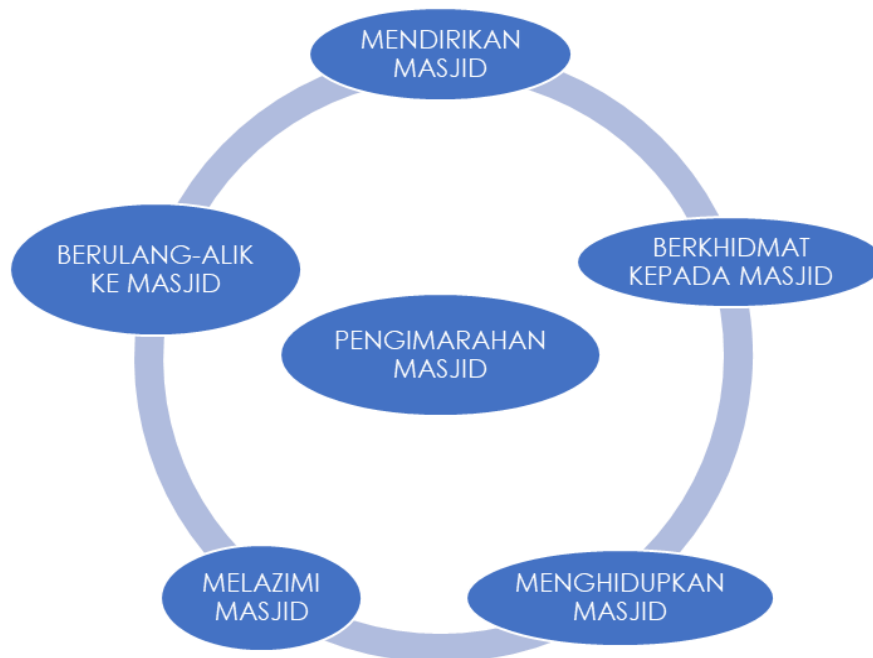 MENDIRIKAN
MASJID
BERKHIDMAT
KEPADA MASJID
MENGHIDUPKAN
MASJID
MELAZIMI
MASJID
BERULANG-ALIK
KE MASJID
PENGIMARAHAN
MASJID